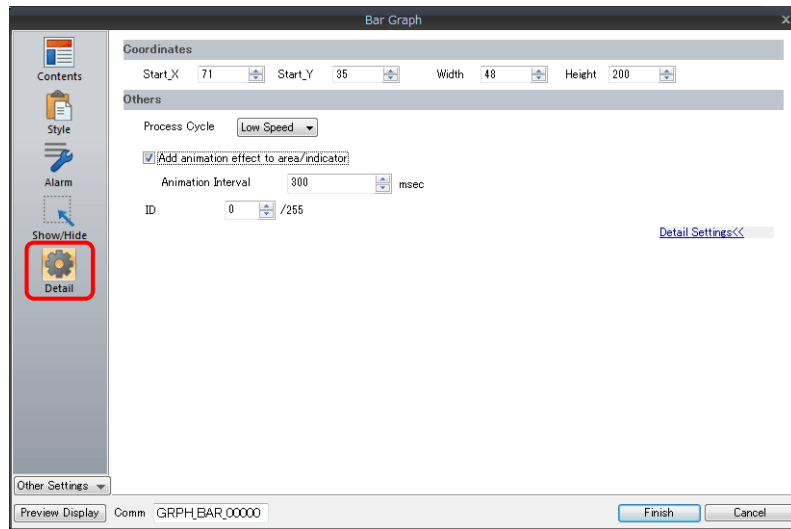 Bar Graph x
Contents
Style
Alarm
Show/Hide
Detail
Other Settings
Coordinates
Start_X 71 Start_Y 35 Width 48 Height 200
Others
Process Cycle Low Speed
Add animation effect to area/indicator
Animation Interval 300 msec
ID 0 /255
Detail Settings<<
Preview Display Comm GRPH_BAR_00000 Finish Cancel